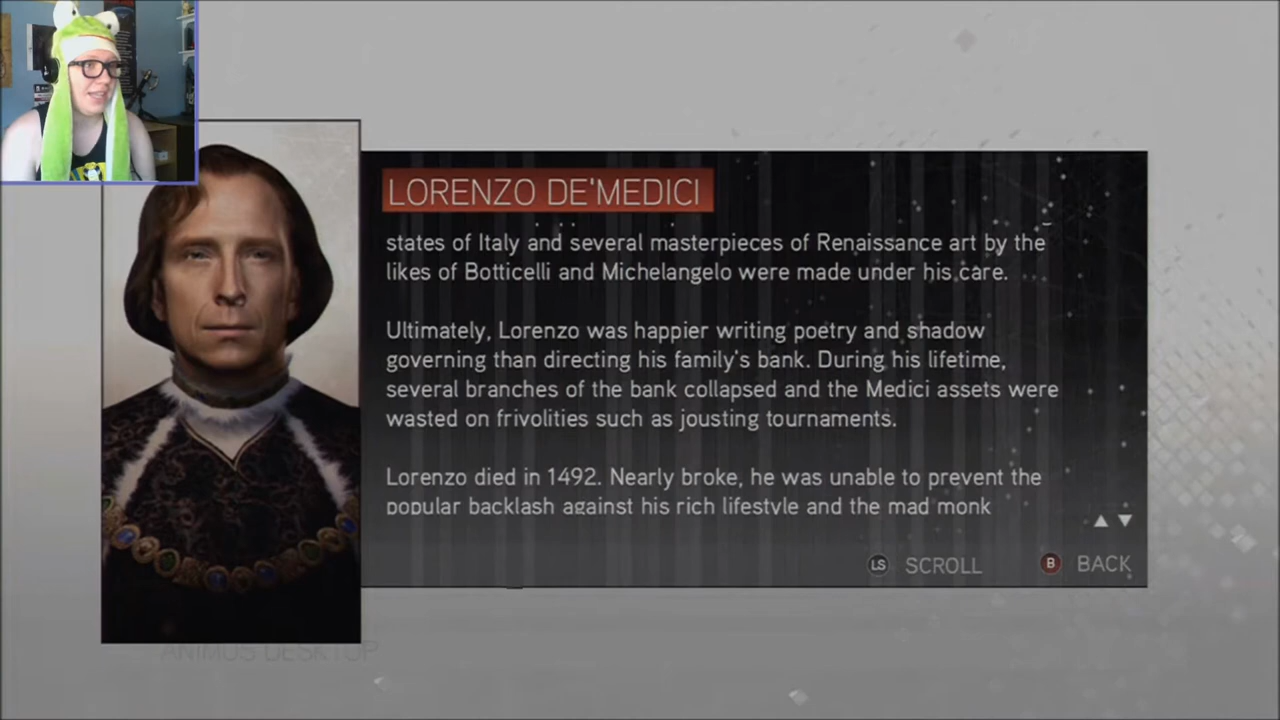 LORENZO DE'MEDICI
states of Italy and several masterpieces of Renaissance art by the
likes of Botticelli and Michelangelo were made under his care.
Ultimately, Lorenzo was happier writing poetry and shadow
governing than directing his family's bank. During his lifetime,
several branches of the bank collapsed and the Medici assets were
wasted on frivolities such as jousting tournaments.
Lorenzo died in 1492. Nearly broke, he was unable to prevent the
popular backlash against his rich lifestyle and the mad monk
LS SCROLL B BACK
ANIMUS DESKTOP